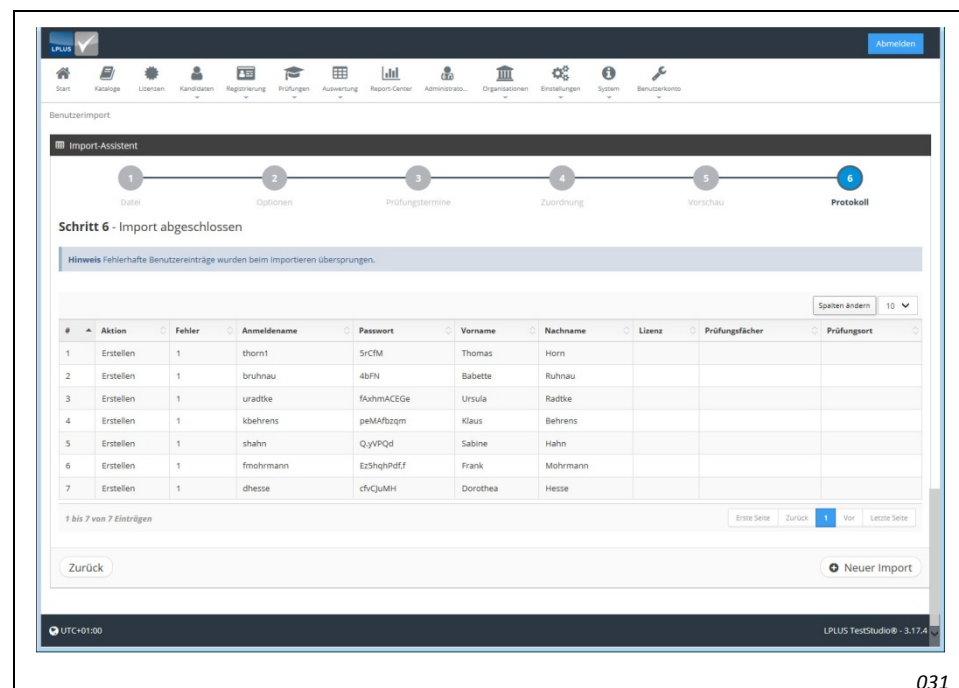 LPLUS
Abmelden
Start Kataloge Lizenzen Kandidaten Registrierung Prüfungen Auswertung Report-Center Administrato... Organisationen Einstellungen System Benutzerkonto
Benutzerimport
Import-Assistent
1 2 3 4 5 6
Datei Optionen Prüfungstermine Zuordnung Vorschau Protokoll
Schritt 6 - Import abgeschlossen
Hinweis Fehlerhafte Benutzereinträge wurden beim Importieren übersprungen.
Spalten ändern 10
# Aktion Fehler Anmeldename Passwort Vorname Nachname Lizenz Prüfungsfächer Prüfungsort
1 Erstellen 1 thorn1 5rCfM Thomas Horn
2 Erstellen 1 bruhnau 4bFN Babette Ruhnau
3 Erstellen 1 uradtke fAxhmACEGe Ursula Radtke
4 Erstellen 1 kbehrens peMAfbzqm Klaus Behrens
5 Erstellen 1 shahn Q.yVPQd Sabine Hahn
6 Erstellen 1 fmohrmann Ez5hqhPdf,f Frank Mohrmann
7 Erstellen 1 dhesse cfvCJuMH Dorothea Hesse
1 bis 7 von 7 Einträgen
Erste Seite Zurück 1 Vor Letzte Seite
Zurück
Neuer Import
UTC+01:00
LPLUS TestStudio® - 3.17.4
031